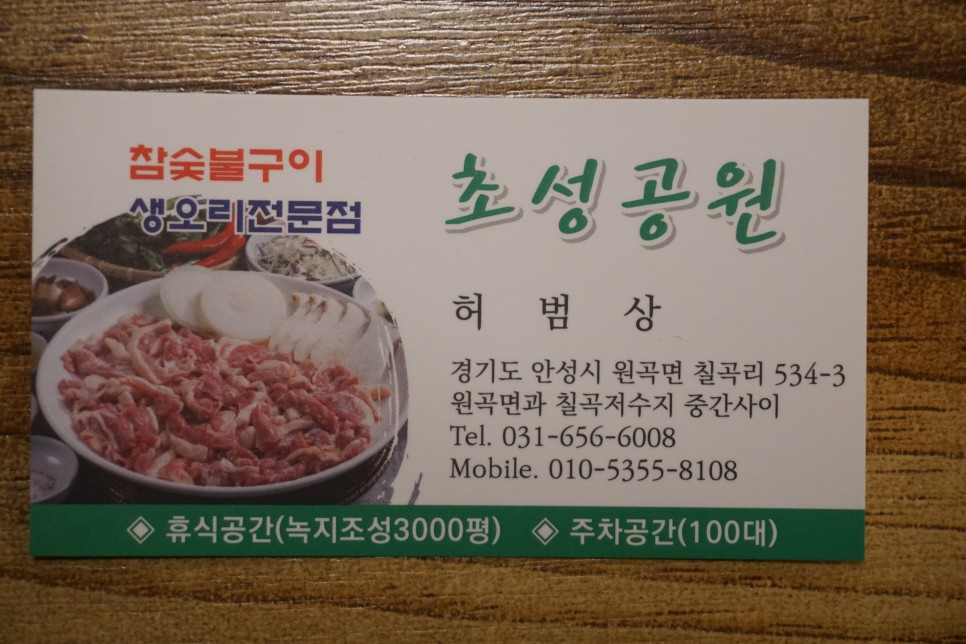 참숯불구이
생오리전문점
초성공원
허 범 상
경기도 안성시 원곡면 칠곡리 534-3
원곡면과 칠곡저수지 중간사이
Tel. 031-656-6008
Mobile. 010-5355-8108
◈ 휴식공간(녹지조성3000평) ◈ 주차공간(100대)